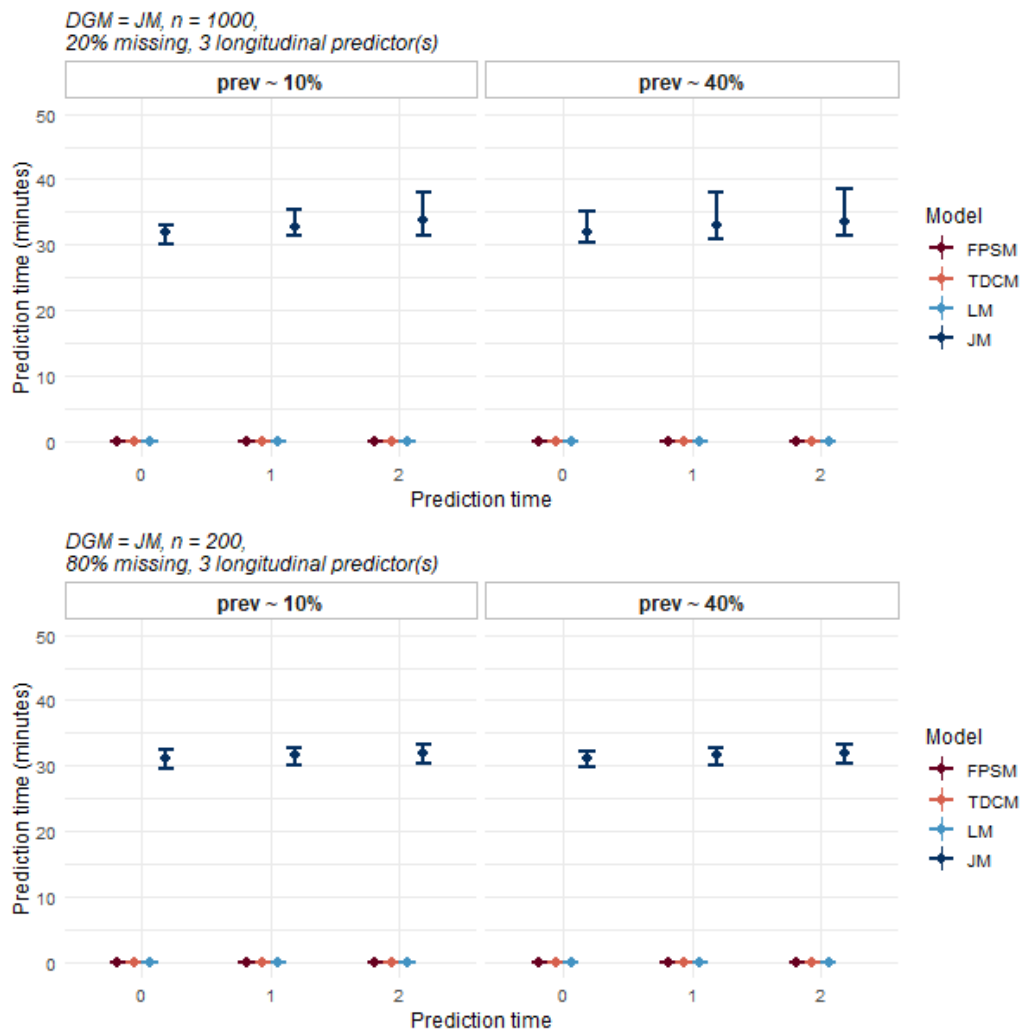 DGM = JM, n = 1000,
20% missing, 3 longitudinal predictor(s)
prev ~ 10%
prev ~ 40%
50
40
30
20
10
0
Prediction time (minutes)
0
1
2
0
1
2
Prediction time
Model
FPSM
TDCM
LM
JM
DGM = JM, n = 200,
80% missing, 3 longitudinal predictor(s)
prev ~ 10%
prev ~ 40%
50
40
30
20
10
0
Prediction time (minutes)
0
1
2
0
1
2
Prediction time
Model
FPSM
TDCM
LM
JM